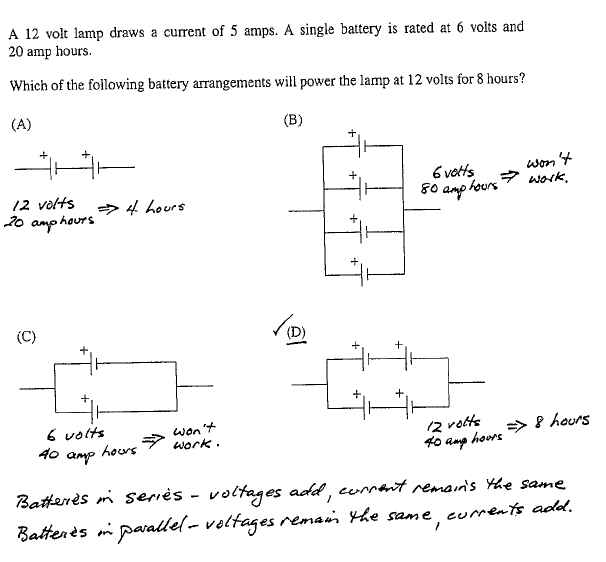 A 12 volt lamp draws a current of 5 amps. A single battery is rated at 6 volts and
20 amp hours.
Which of the following battery arrangements will power the lamp at 12 volts for 8 hours?
(A)
+ +
12 volts
20 amp hours ⇒ 4 hours
(B)
+
+
+
+
6 volts
80 amp hours ⇒ won't
work.
(C)
+
+
6 volts
40 amp hours ⇒ won't
work.
✓(D)
+ +
+ +
12 volts
40 amp hours ⇒ 8 hours
Batteries in series - voltages add, current remains the same
Batteries in parallel - voltages remain the same, currents add.